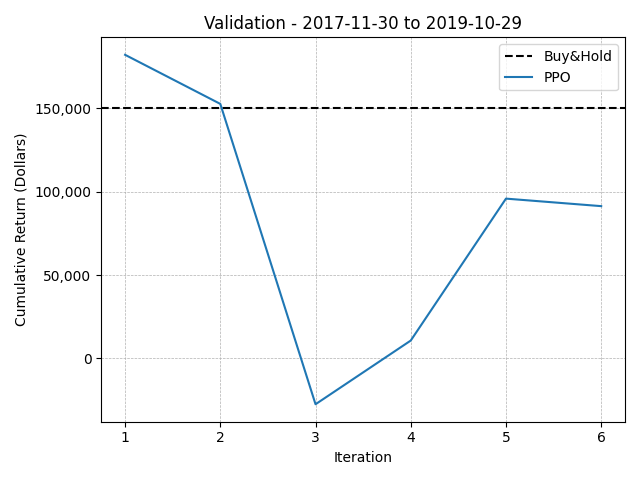 Validation - 2017-11-30 to 2019-10-29
Buy&Hold
PPO
Cumulative Return (Dollars)
150,000
100,000
50,000
0
1 2 3 4 5 6
Iteration